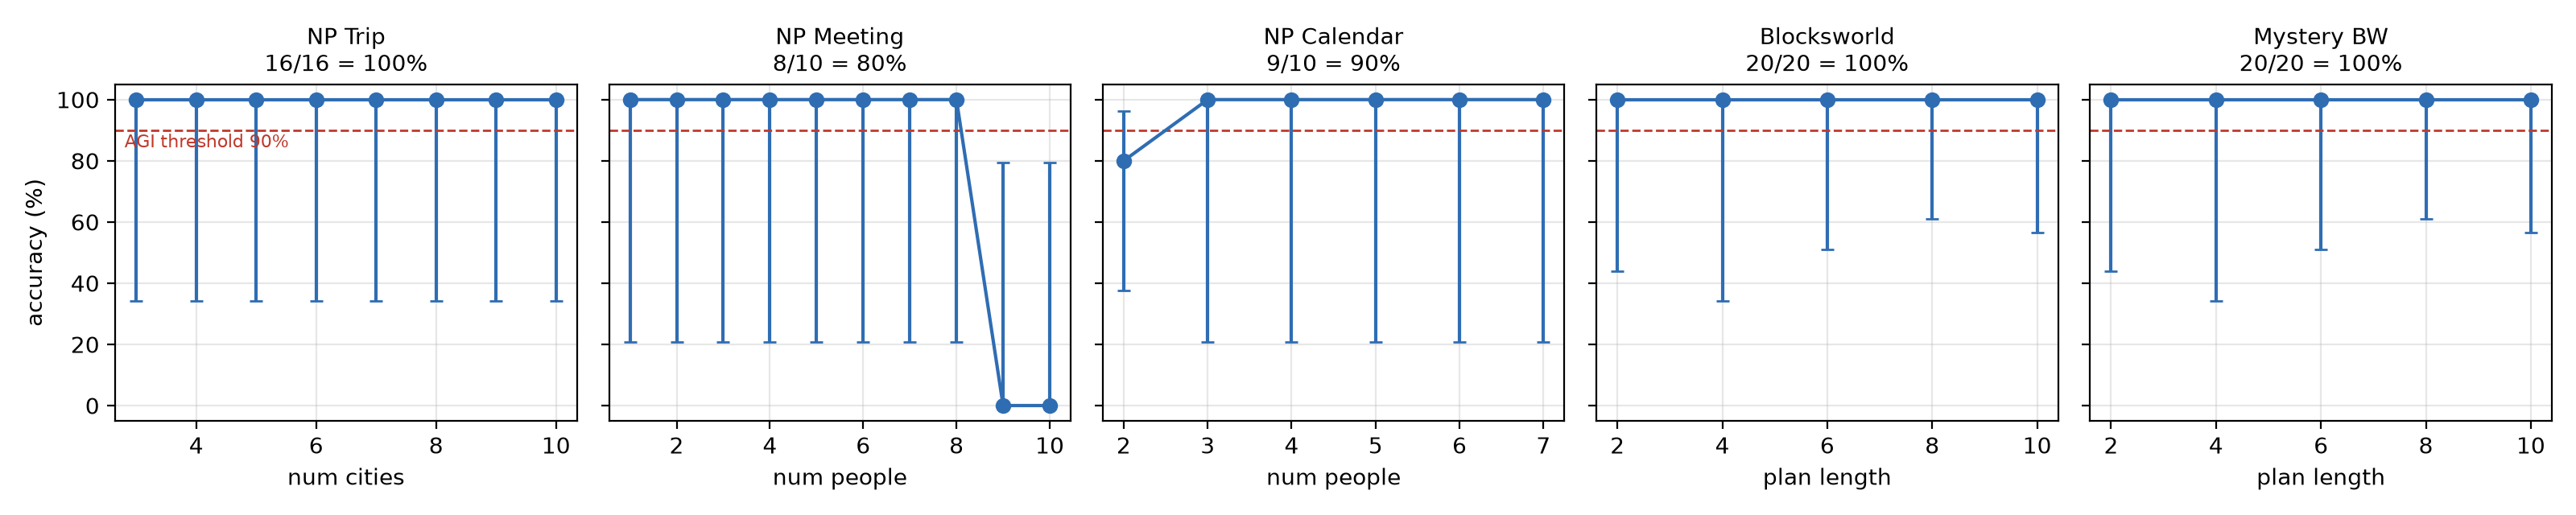 NP Trip
16/16 = 100%
NP Meeting
8/10 = 80%
NP Calendar
9/10 = 90%
Blocksworld
20/20 = 100%
Mystery BW
20/20 = 100%
accuracy (%)
100
80
60
40
20
0
AGI threshold 90%
4 6 8 10
num cities
2 4 6 8 10
num people
2 3 4 5 6 7
num people
2 4 6 8 10
plan length
2 4 6 8 10
plan length